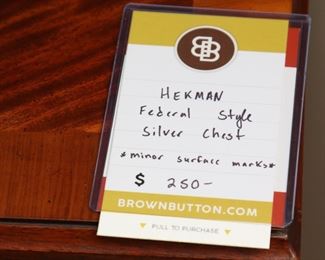 BB
HEKMAN
Federal Style
Silver Chest
*minor surface marks*
$ 250-
BROWNBUTTON.COM
PULL TO PURCHASE